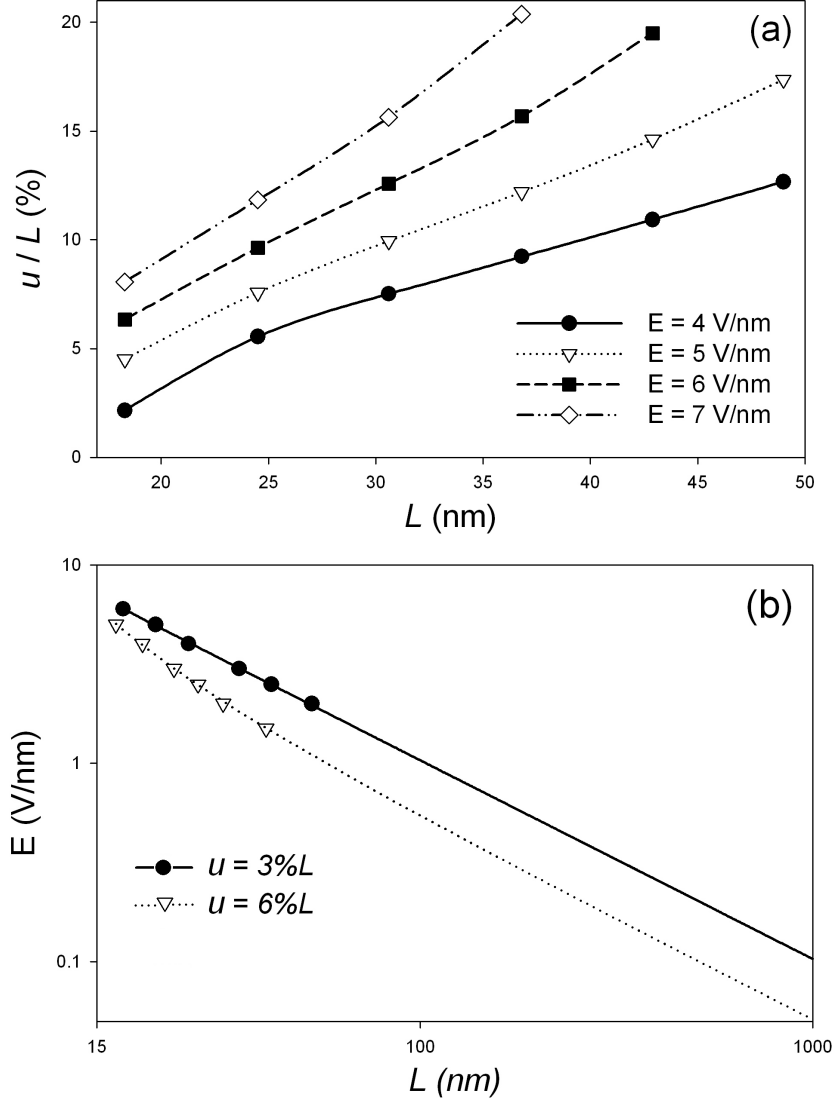 (a)
20
15
10
5
0
u / L (%)
E = 4 V/nm
E = 5 V/nm
E = 6 V/nm
E = 7 V/nm
20 25 30 35 40 45 50
L (nm)
(b)
10
1
0.1
E (V/nm)
u = 3%L
u = 6%L
15 100 1000
L (nm)